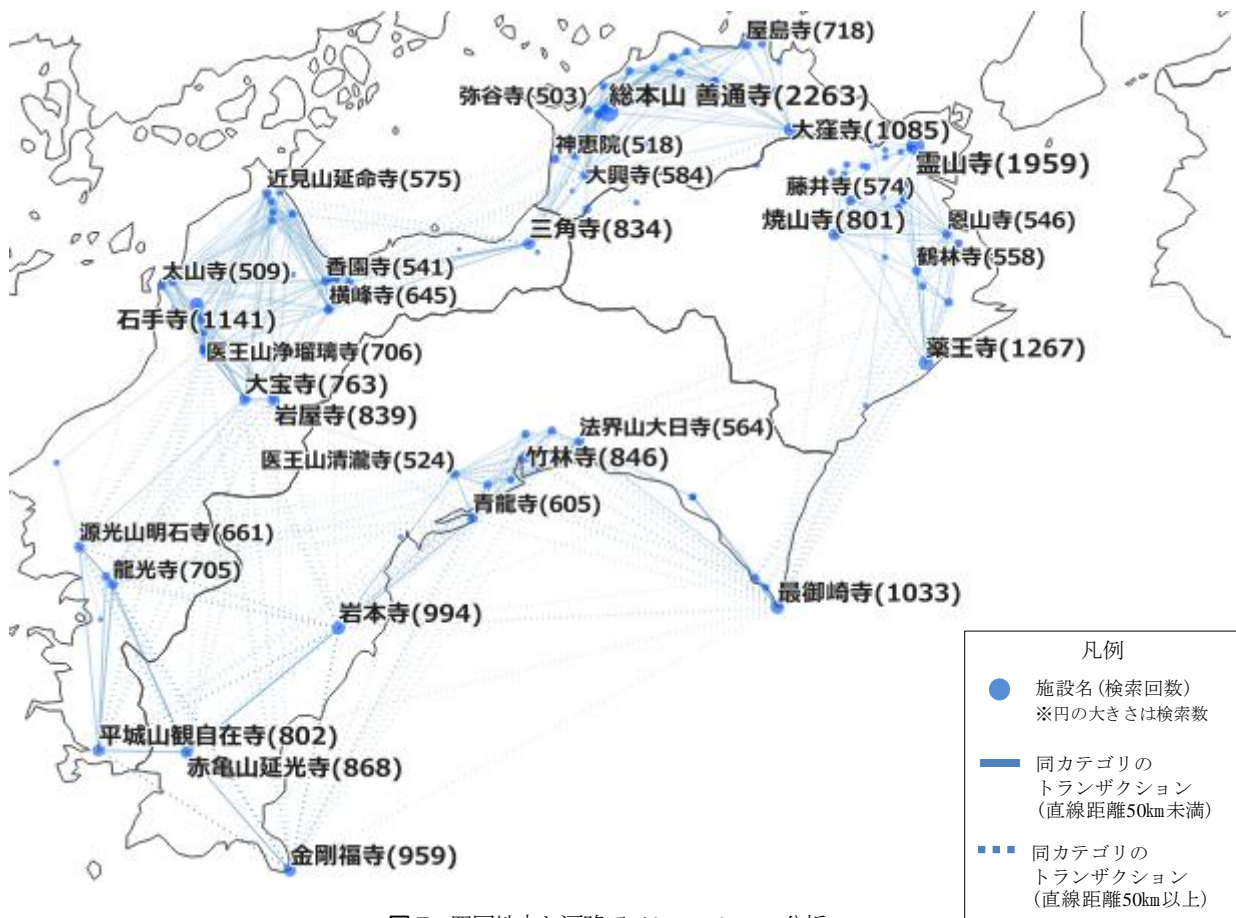 屋島寺(718)
弥谷寺(503)
総本山 善通寺(2263)
大窪寺(1085)
神恵院(518)
霊山寺(1959)
近見山延命寺(575)
大興寺(584)
藤井寺(574)
三角寺(834)
焼山寺(801)
恩山寺(546)
太山寺(509)
香園寺(541)
鶴林寺(558)
横峰寺(645)
石手寺(1141)
医王山浄瑠璃寺(706)
薬王寺(1267)
大宝寺(763)
岩屋寺(839)
法界山大日寺(564)
医王山清瀧寺(524)
竹林寺(846)
青龍寺(605)
源光山明石寺(661)
龍光寺(705)
最御崎寺(1033)
岩本寺(994)
平城山観自在寺(802)
赤亀山延光寺(868)
金剛福寺(959)
凡例
施設名(検索回数)
※円の大きさは検索数
同カテゴリの
トランザクション
(直線距離50㎞未満)
同カテゴリの
トランザクション
(直線距離50㎞以上)